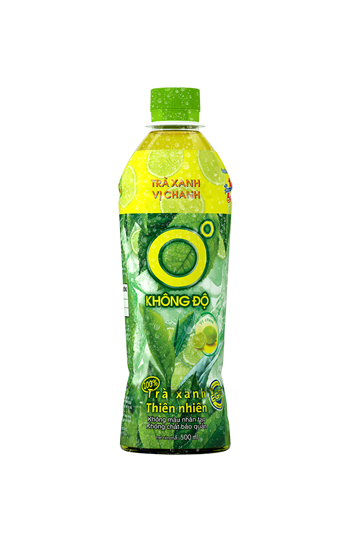 TRÀ XANH
VỊ CHANH
0°
KHÔNG ĐỘ
100%
Trà xanh
Thiên nhiên
Không màu nhân tạo
Không chất bảo quản
500 ml